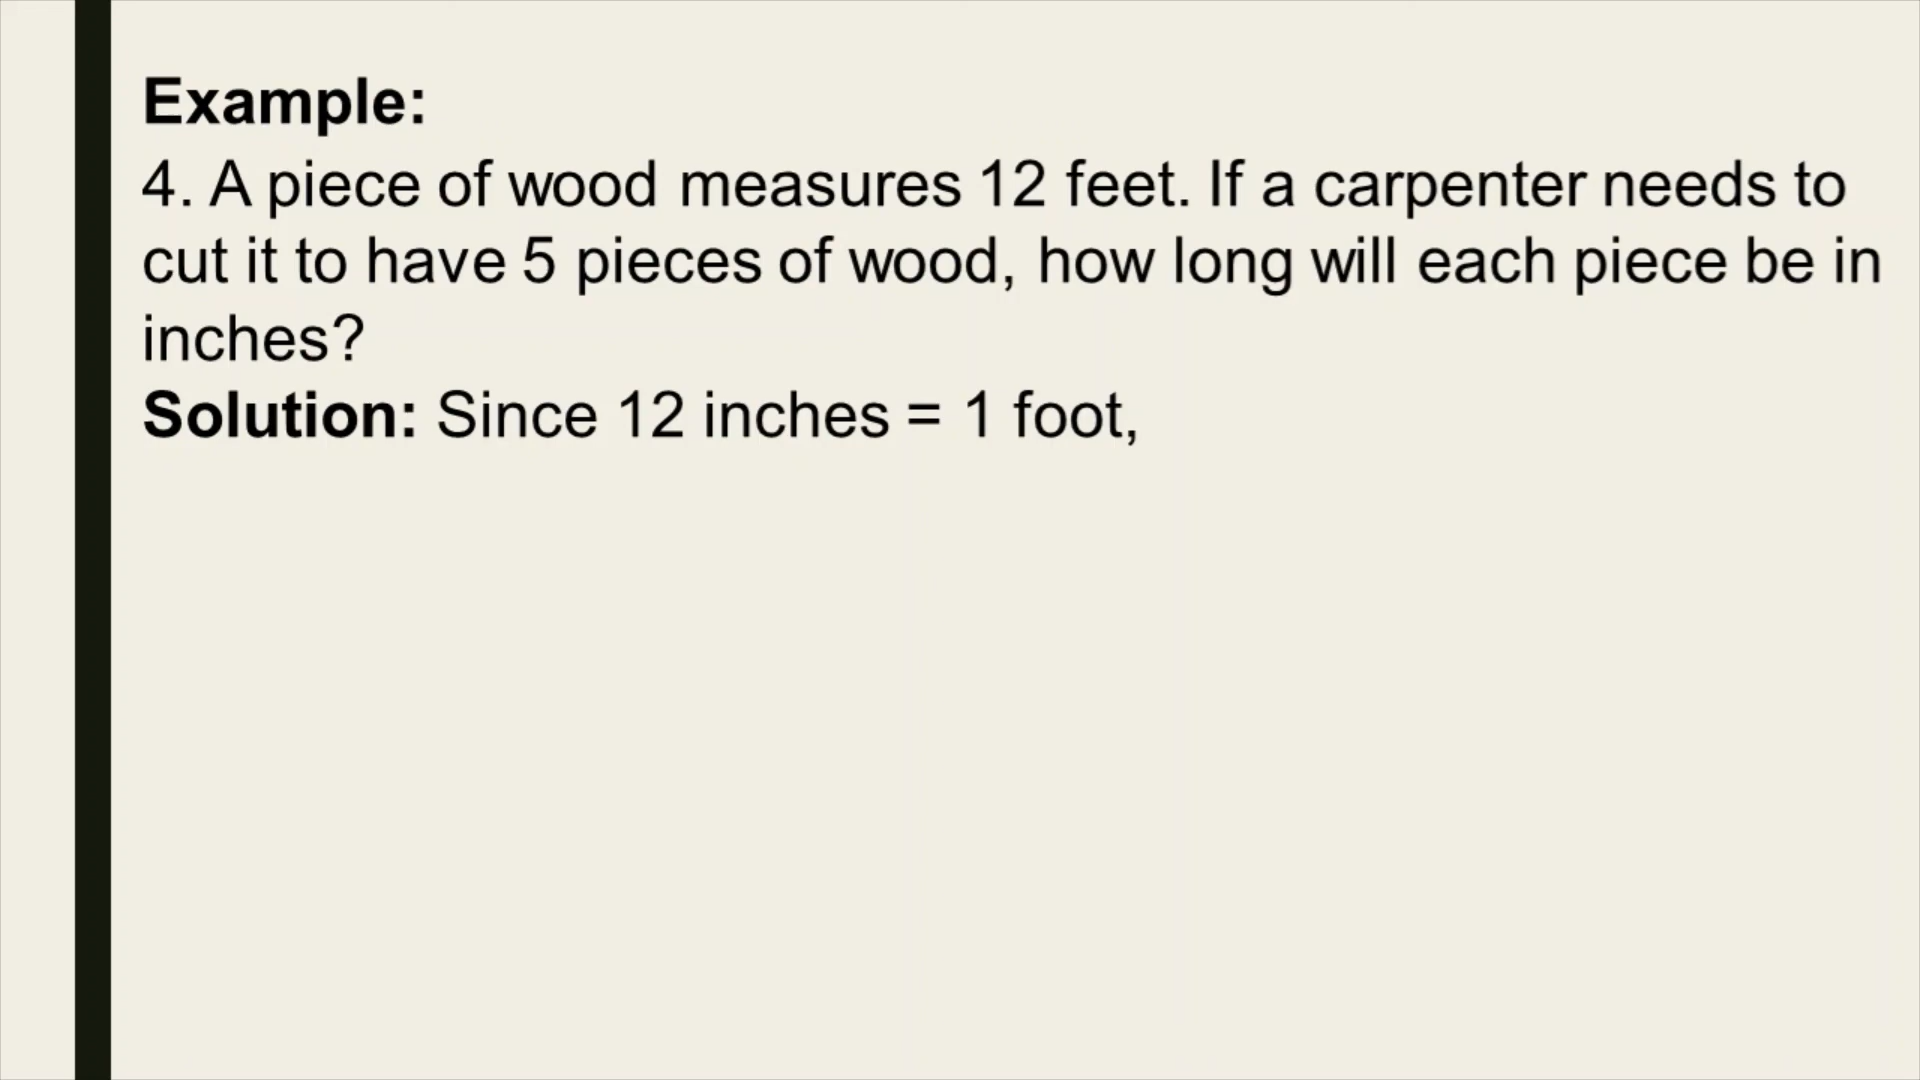 Example:
4. A piece of wood measures 12 feet. If a carpenter needs to
cut it to have 5 pieces of wood, how long will each piece be in
inches?
Solution: Since 12 inches = 1 foot,